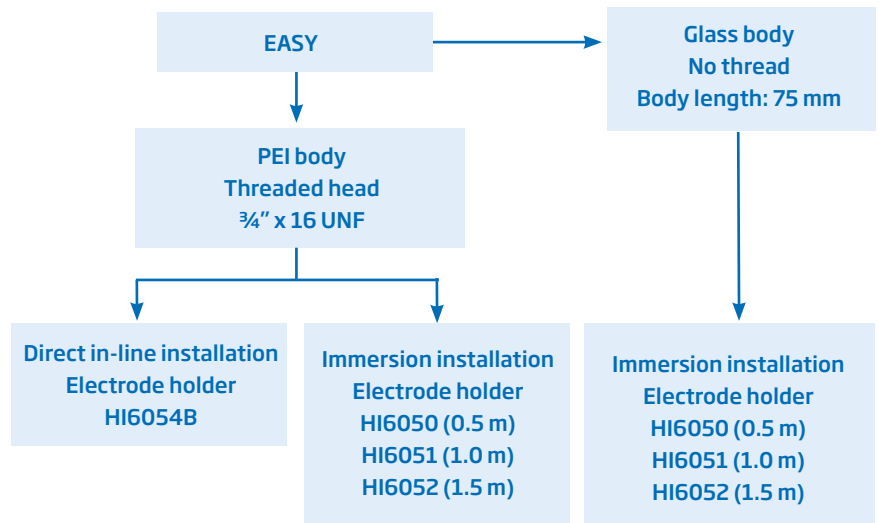 EASY
Glass body
No thread
Body length: 75 mm
PEI body
Threaded head
¾” x 16 UNF
Direct in-line installation
Electrode holder
HI6054B
Immersion installation
Electrode holder
HI6050 (0.5 m)
HI6051 (1.0 m)
HI6052 (1.5 m)
Immersion installation
Electrode holder
HI6050 (0.5 m)
HI6051 (1.0 m)
HI6052 (1.5 m)